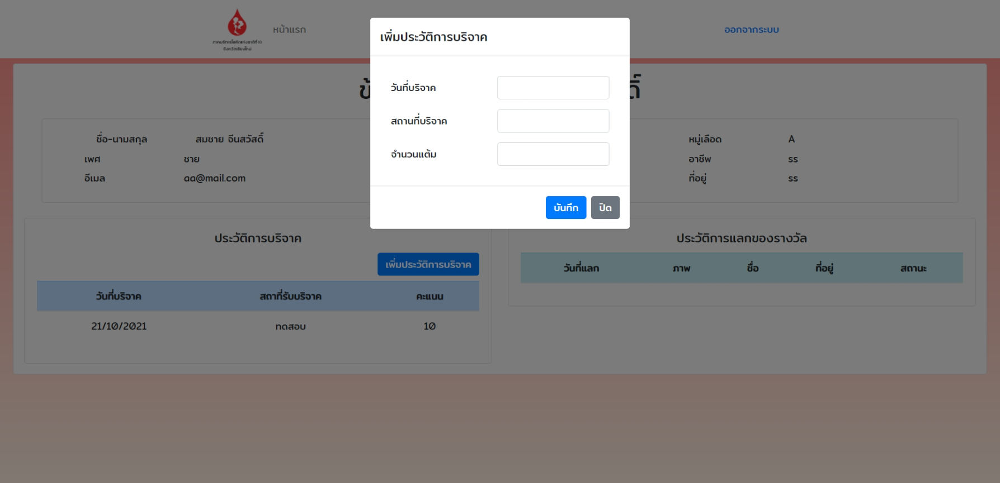 ภาคบริการโลหิตแห่งชาติที่ 10
จังหวัดเชียงใหม่
หน้าแรก
ออกจากระบบ
เพิ่มประวัติการบริจาค
วันที่บริจาค
สถานที่บริจาค
จำนวนแต้ม
บันทึก ปิด
ชื่อ-นามสกุล สมชาย จีนสวัสดิ์
เพศ ชาย
อีเมล aa@mail.com
หมู่เลือด A
อาชีพ ss
ที่อยู่ ss
ประวัติการบริจาค
เพิ่มประวัติการบริจาค
วันที่บริจาค สถาที่รับบริจาค คะแนน
21/10/2021 ทดสอบ 10
ประวัติการแลกของรางวัล
วันที่แลก ภาพ ชื่อ ที่อยู่ สถานะ